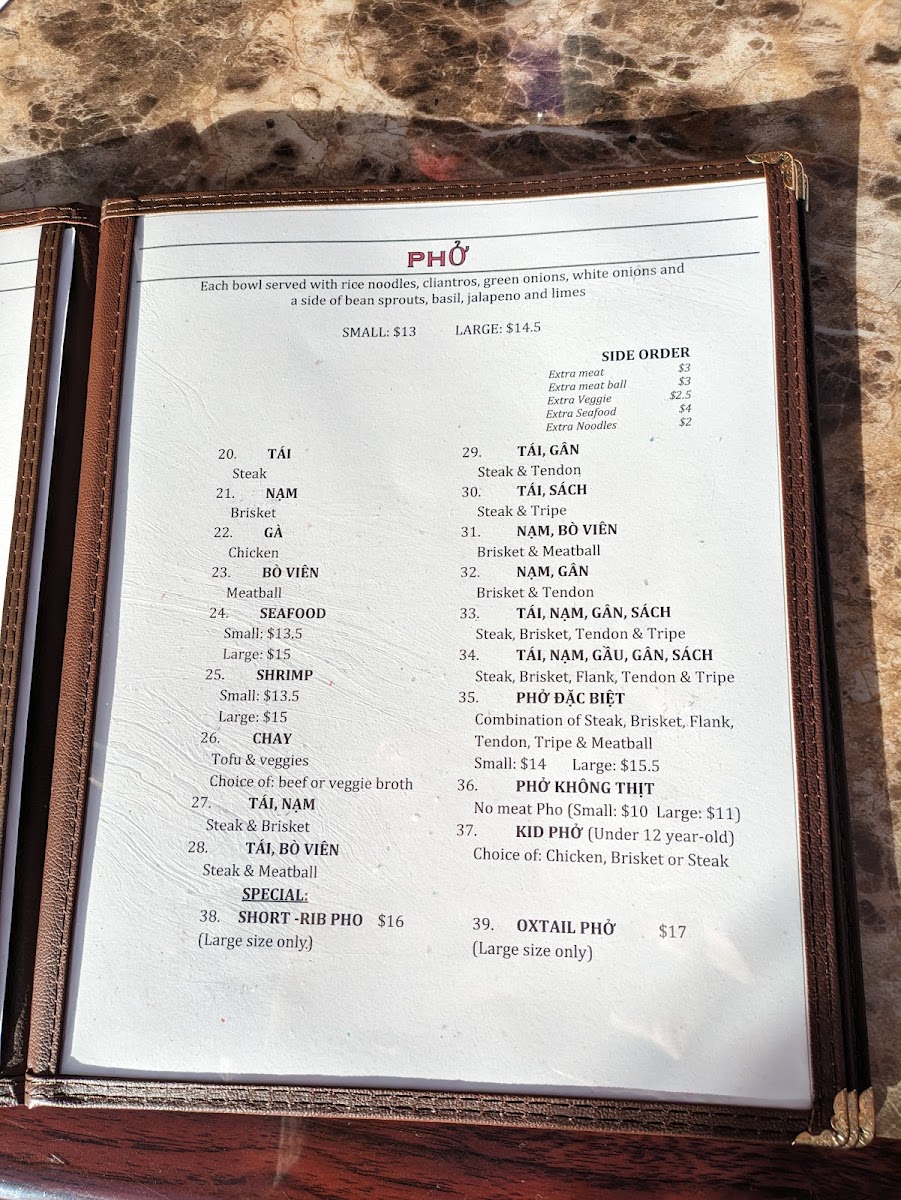 PHỞ
Each bowl served with rice noodles, cliantros, green onions, white onions and
a side of bean sprouts, basil, jalapeno and limes
SMALL: $13 LARGE: $14.5
SIDE ORDER
Extra meat $3
Extra meat ball $3
Extra Veggie $2.5
Extra Seafood $4
Extra Noodles $2
20. TÁI
Steak
21. NẠM
Brisket
22. GÀ
Chicken
23. BÒ VIÊN
Meatball
24. SEAFOOD
Small: $13.5
Large: $15
25. SHRIMP
Small: $13.5
Large: $15
26. CHAY
Tofu & veggies
Choice of: beef or veggie broth
27. TÁI, NẠM
Steak & Brisket
28. TÁI, BÒ VIÊN
Steak & Meatball
29. TÁI, GÂN
Steak & Tendon
30. TÁI, SÁCH
Steak & Tripe
31. NẠM, BÒ VIÊN
Brisket & Meatball
32. NẠM, GÂN
Brisket & Tendon
33. TÁI, NẠM, GÂN, SÁCH
Steak, Brisket, Tendon & Tripe
34. TÁI, NẠM, GẦU, GÂN, SÁCH
Steak, Brisket, Flank, Tendon & Tripe
35. PHỞ ĐẶC BIỆT
Combination of Steak, Brisket, Flank,
Tendon, Tripe & Meatball
Small: $14 Large: $15.5
36. PHỞ KHÔNG THỊT
No meat Pho (Small: $10 Large: $11)
37. KID PHỞ (Under 12 year-old)
Choice of: Chicken, Brisket or Steak
SPECIAL:
38. SHORT -RIB PHO $16
(Large size only.)
39. OXTAIL PHỞ $17
(Large size only)